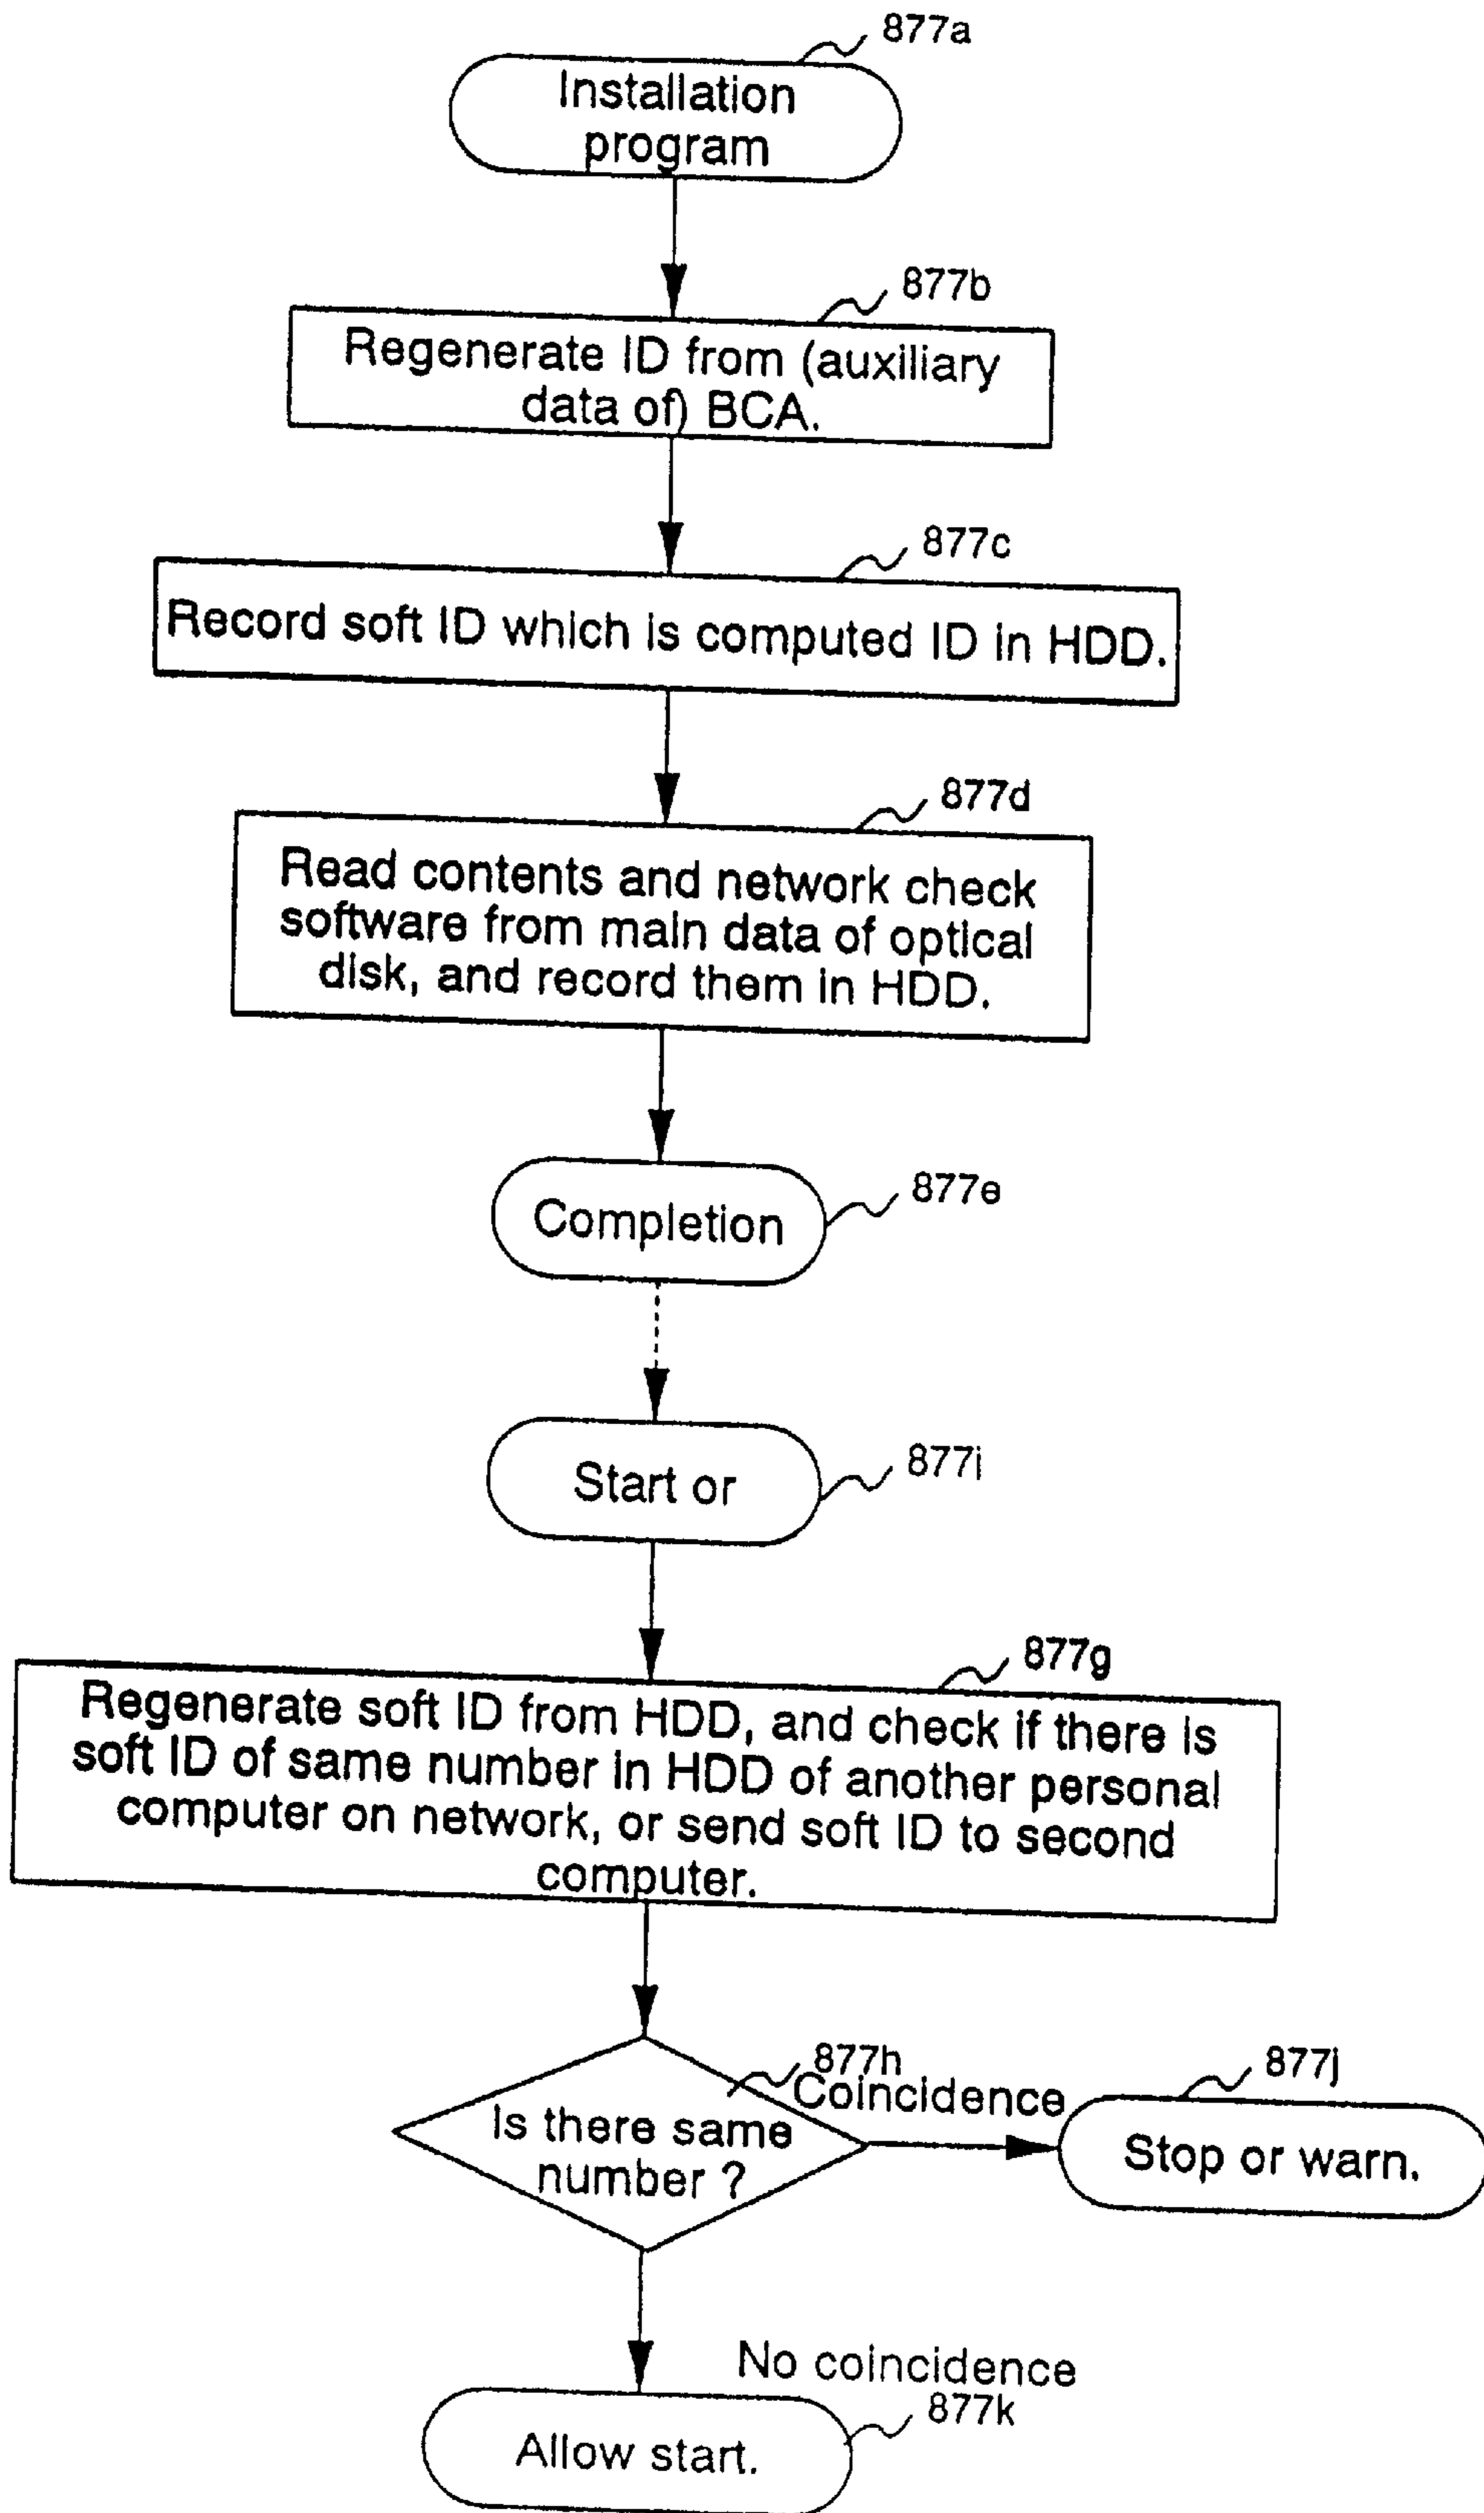 877a
Installation
program
877b
Regenerate ID from (auxiliary
data of) BCA.
877c
Record soft ID which is computed ID in HDD.
877d
Read contents and network check
software from main data of optical
disk, and record them in HDD.
877e
Completion
877i
Start or
877g
Regenerate soft ID from HDD, and check if there is
soft ID of same number in HDD of another personal
computer on network, or send soft ID to second
computer.
877h
Coincidence
877j
Is there same
number ?
Stop or warn.
No coincidence
877k
Allow start.